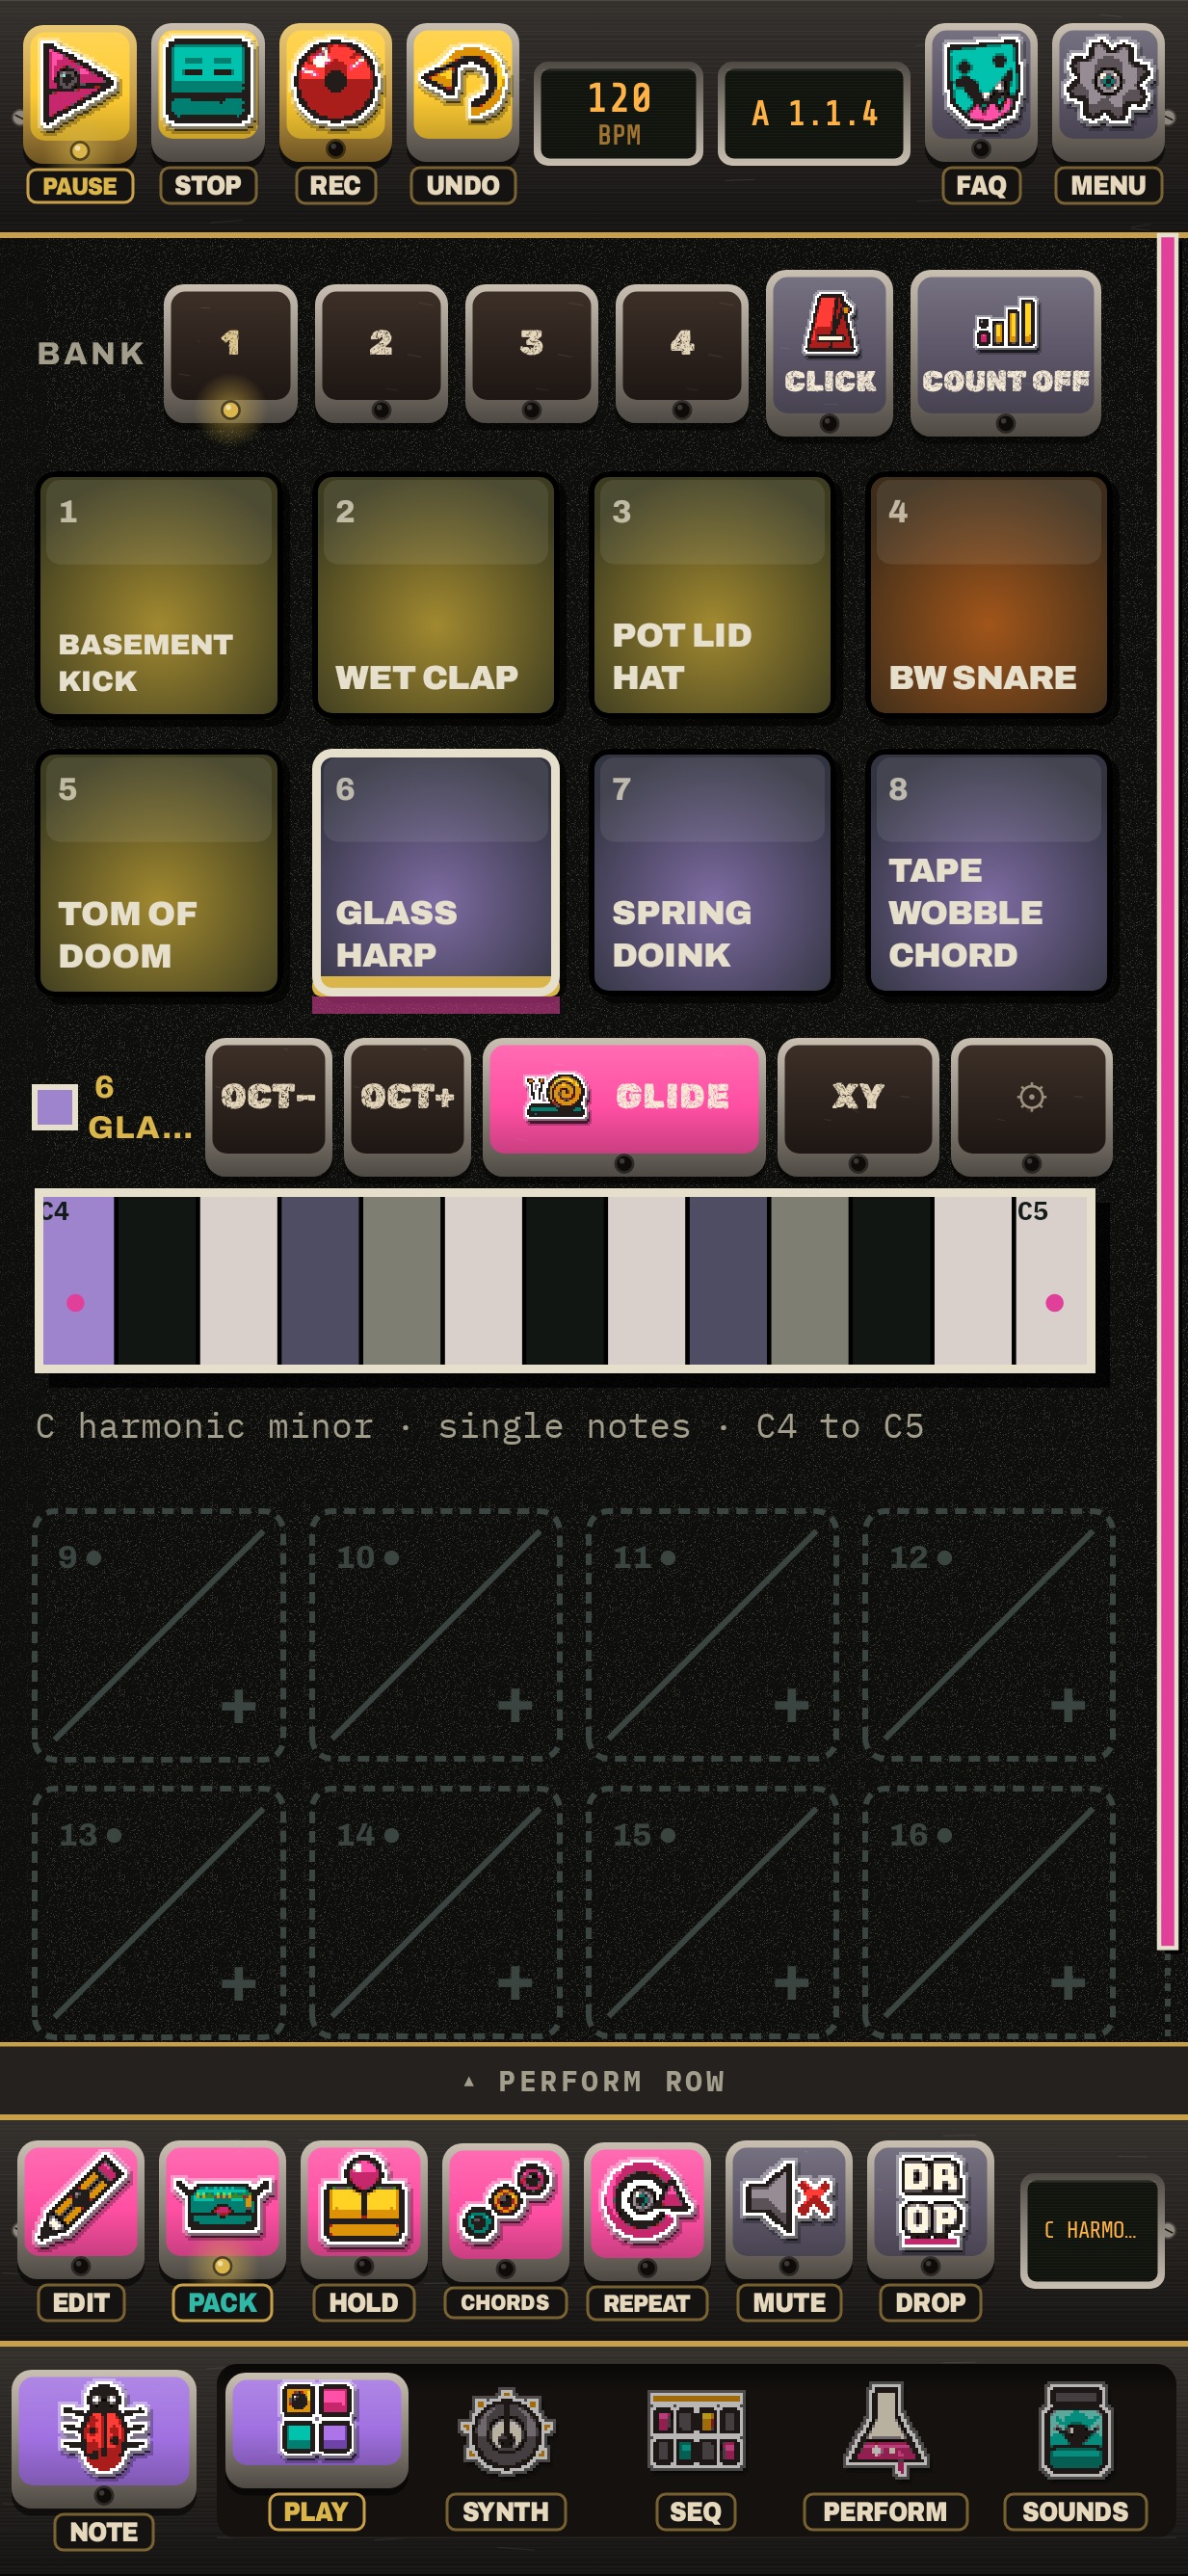 PAUSE
STOP
REC
UNDO
120
BPM
A 1.1.4
FAQ
MENU
BANK
1
2
3
4
CLICK
COUNT OFF
1
BASEMENT
KICK
2
WET CLAP
3
POT LID
HAT
4
BW SNARE
5
TOM OF
DOOM
6
GLASS
HARP
7
SPRING
DOINK
8
TAPE
WOBBLE
CHORD
6
GLA...
OCT-
OCT+
GLIDE
XY
C4
C5
C harmonic minor · single notes · C4 to C5
9
10
11
12
13
14
15
16
▲ PERFORM ROW
DR
OP
C HARMO...
EDIT
PACK
HOLD
CHORDS
REPEAT
MUTE
DROP
NOTE
PLAY
SYNTH
SEQ
PERFORM
SOUNDS